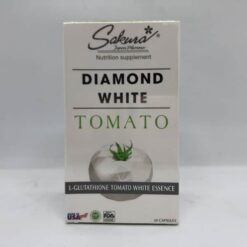 Sakura
Nutrition supplement
DIAMOND
WHITE
TOMATO
L-GLUTATHIONE TOMATO WHITE ESSENCE